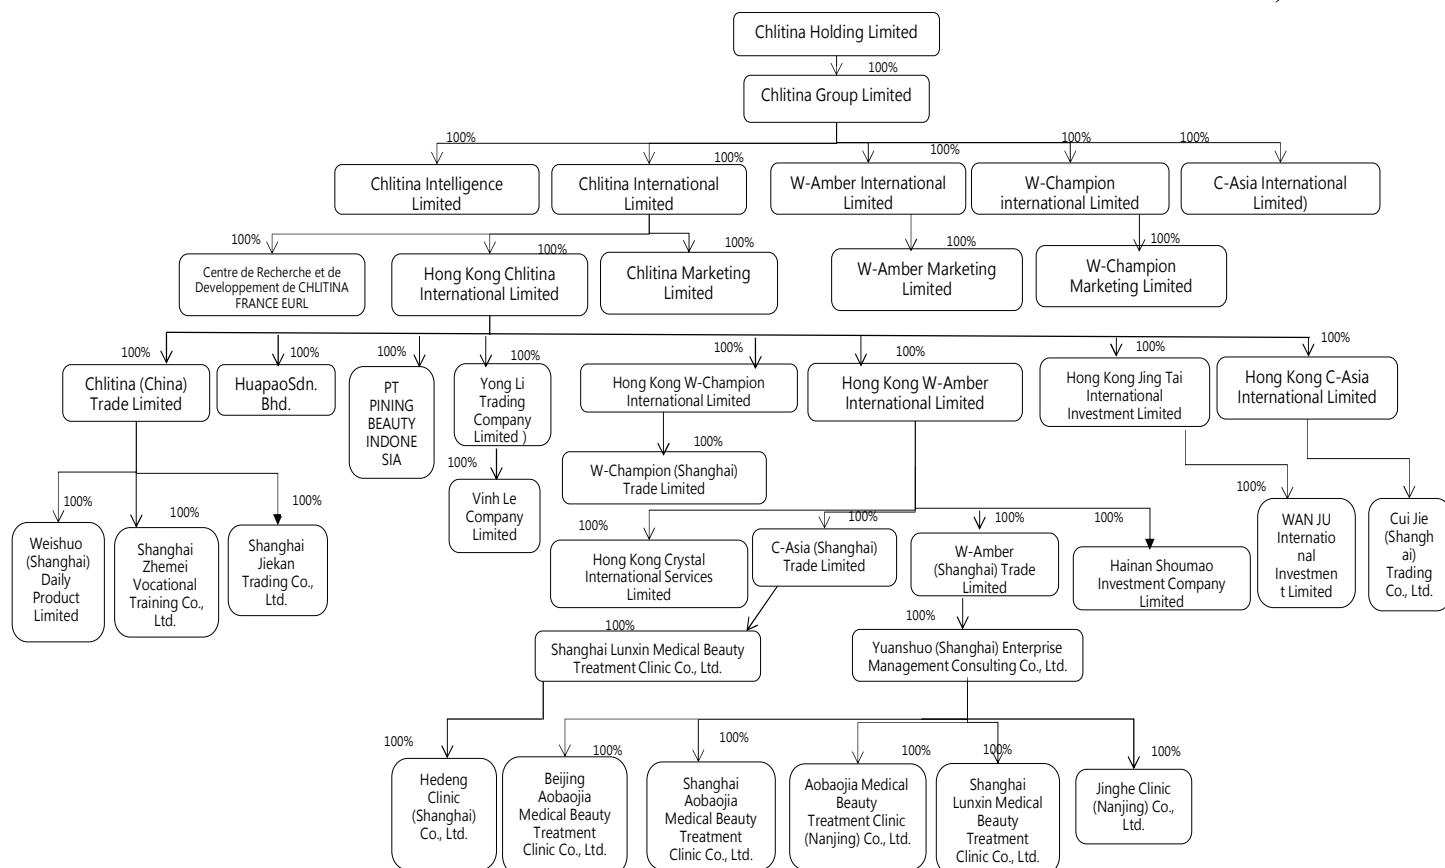 Chlitina Holding Limited
100%
Chlitina Group Limited
100%
100%
100%
100%
100%
Chlitina Intelligence
Limited
Chlitina International
Limited
W-Amber International
Limited
W-Champion
international Limited
C-Asia International
Limited)
100%
100%
100%
100%
100%
Centre de Recherche et de
Developpement de CHLITINA
FRANCE EURL
Hong Kong Chlitina
International Limited
Chlitina Marketing
Limited
W-Amber Marketing
Limited
W-Champion
Marketing Limited
100%
100%
100%
100%
100%
100%
100%
100%
Chlitina (China)
Trade Limited
HuapaoSdn.
Bhd.
PT
PINING
BEAUTY
INDONE
SIA
Yong Li
Trading
Company
Limited )
Hong Kong W-Champion
International Limited
Hong Kong W-Amber
International Limited
Hong Kong Jing Tai
International
Investment Limited
Hong Kong C-Asia
International Limited
100%
Vinh Le
Company
Limited
100%
W-Champion (Shanghai)
Trade Limited
100%
Weishuo
(Shanghai)
Daily
Product
Limited
100%
Shanghai
Zhemei
Vocational
Training Co.,
Ltd.
100%
Shanghai
Jiekan
Trading Co.,
Ltd.
100%
Hong Kong Crystal
International Services
Limited
100%
C-Asia (Shanghai)
Trade Limited
100%
W-Amber
(Shanghai) Trade
Limited
100%
Hainan Shoumao
Investment Company
Limited
100%
WAN JU
Internatio
nal
Investmen
t Limited
100%
Cui Jie
(Shangh
ai)
Trading
Co., Ltd.
100%
Shanghai Lunxin Medical Beauty
Treatment Clinic Co., Ltd.
100%
Yuanshuo (Shanghai) Enterprise
Management Consulting Co., Ltd.
100%
Hedeng
Clinic
(Shanghai)
Co., Ltd.
100%
Beijing
Aobaojia
Medical Beauty
Treatment
Clinic Co., Ltd.
100%
Shanghai
Aobaojia
Medical Beauty
Treatment
Clinic Co., Ltd.
100%
Aobaojia Medical
Beauty
Treatment Clinic
(Nanjing) Co., Ltd.
100%
Shanghai
Lunxin Medical
Beauty
Treatment
Clinic Co., Ltd.
100%
Jinghe Clinic
(Nanjing) Co.,
Ltd.